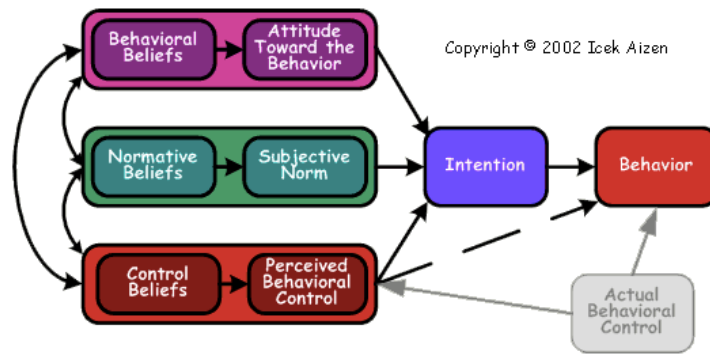 Behavioral
Beliefs
Attitude
Toward the
Behavior
Copyright © 2002 Icek Aizen
Normative
Beliefs
Subjective
Norm
Intention
Behavior
Control
Beliefs
Perceived
Behavioral
Control
Actual
Behavioral
Control